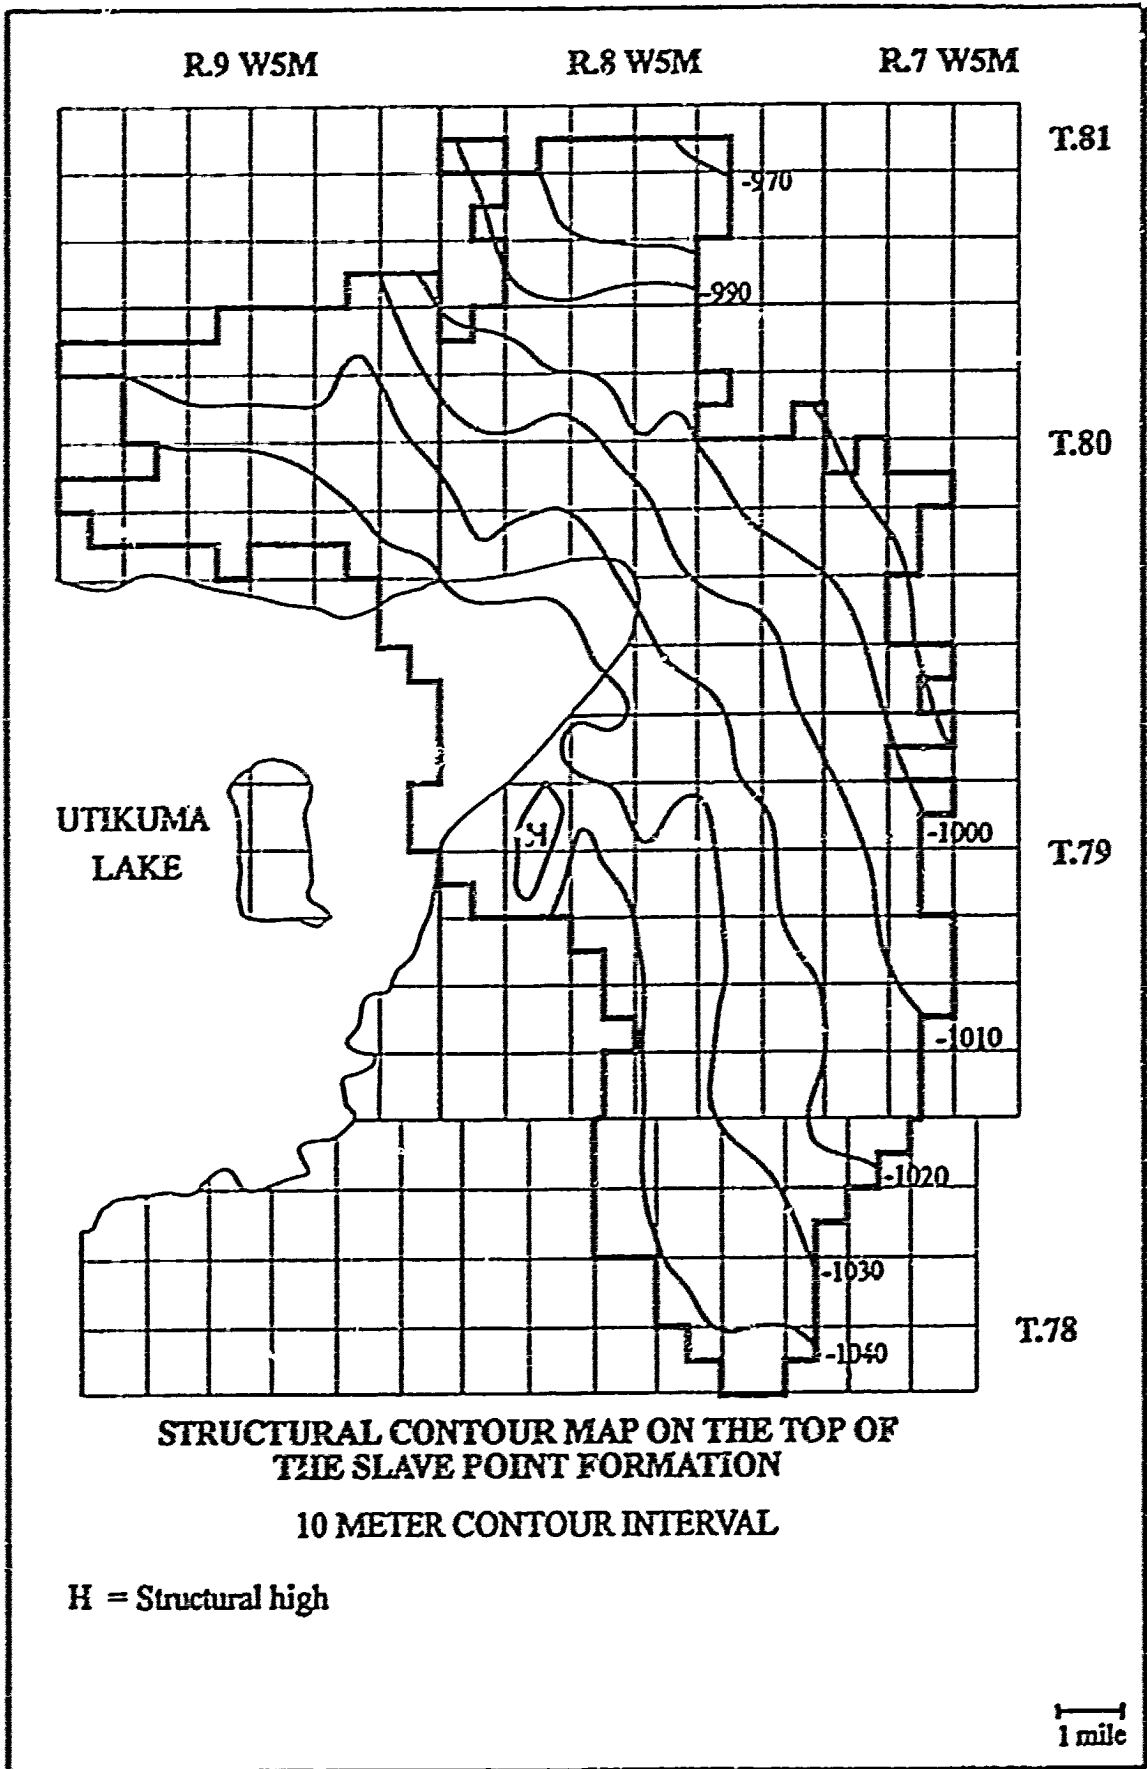 R.9 W5M R.8 W5M R.7 W5M
T.81
-970
-990
T.80
UTIKUMA
LAKE
H
-1000
T.79
-1010
-1020
-1030
T.78
-1040
STRUCTURAL CONTOUR MAP ON THE TOP OF
THE SLAVE POINT FORMATION
10 METER CONTOUR INTERVAL
H = Structural high
1 mile